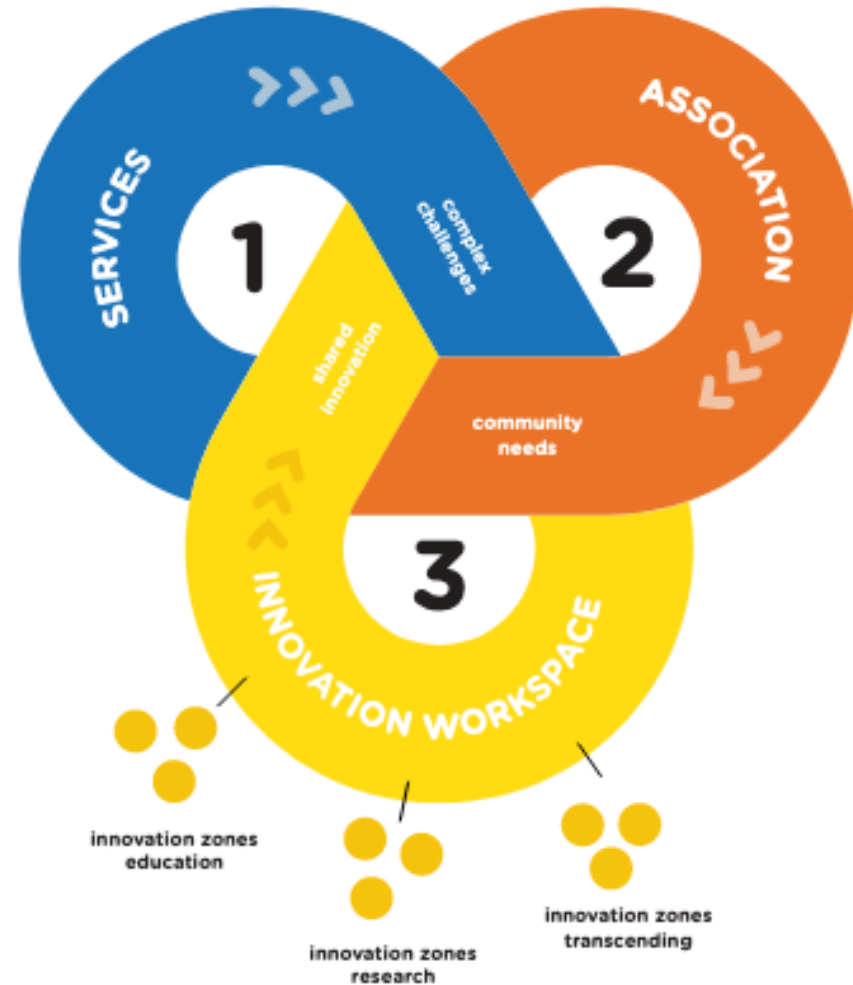 SERVICES
1
complex
challenges
ASSOCIATION
2
shared
innovation
community
needs
3
INNOVATION WORKSPACE
innovation zones
education
innovation zones
research
innovation zones
transcending